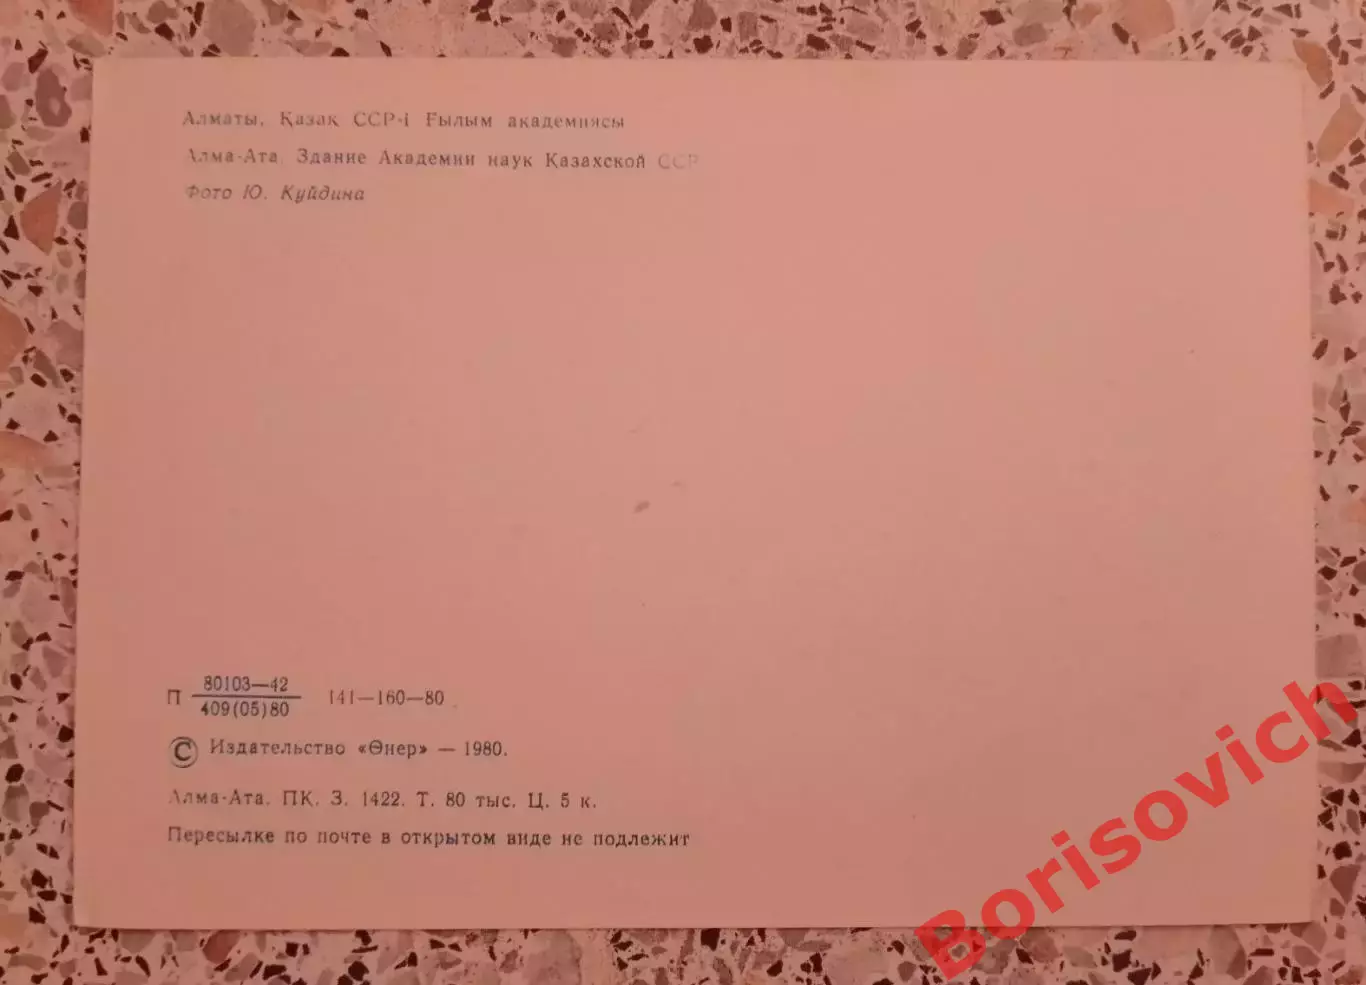 Алматы. Қазақ ССР-і Ғылым академиясы
Алма-Ата. Здание Академии наук Казахской ССР
Фото Ю. Куйдина
П 80103—42 141—160—80
409(05)80
© Издательство «Өнер» — 1980.
Алма-Ата. ПК. З. 1422. Т. 80 тыс. Ц. 5 к.
Пересылке по почте в открытом виде не подлежит
Borisovich